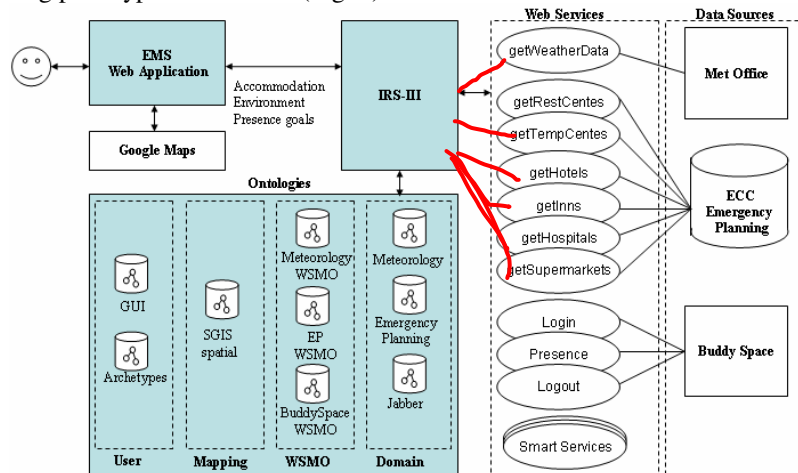 EMS
Web Application
Google Maps
Accommodation
Environment
Presence goals
IRS-III
Web Services
getWeatherData
getRestCentes
getTempCentes
getHotels
getInns
getHospitals
getSupermarkets
Login
Presence
Logout
Smart Services
Data Sources
Met Office
ECC
Emergency
Planning
Buddy Space
Ontologies
GUI
Archetypes
User
SGIS
spatial
Mapping
Meteorology
WSMO
EP
WSMO
BuddySpace
WSMO
WSMO
Meteorology
Emergency
Planning
Jabber
Domain